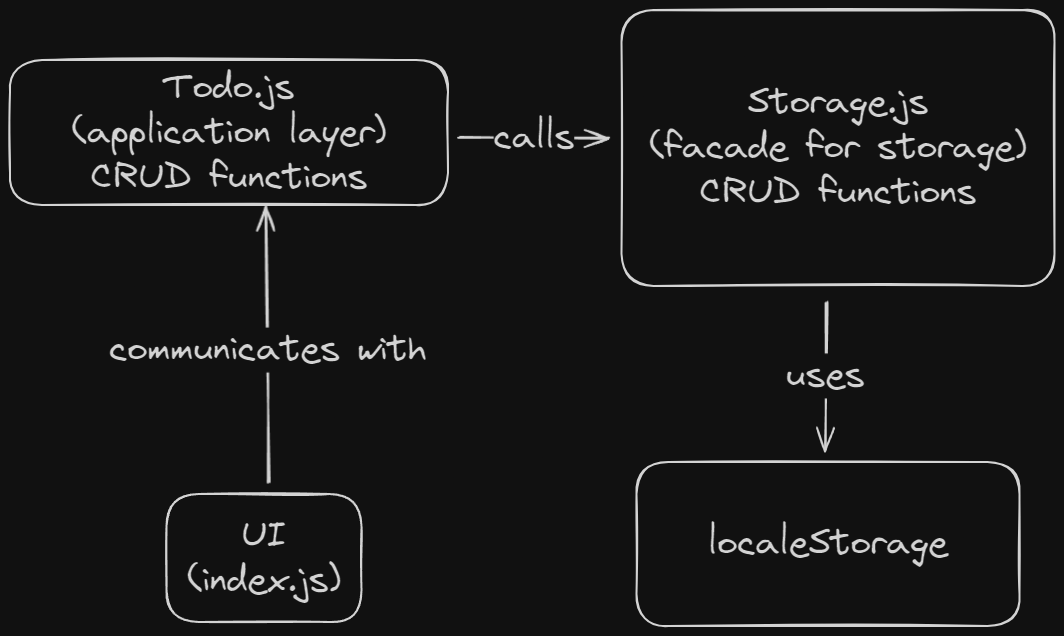 Todo.js
(application layer)
CRUD functions
calls
Storage.js
(facade for storage)
CRUD functions
communicates with
uses
UI
(index.js)
localeStorage